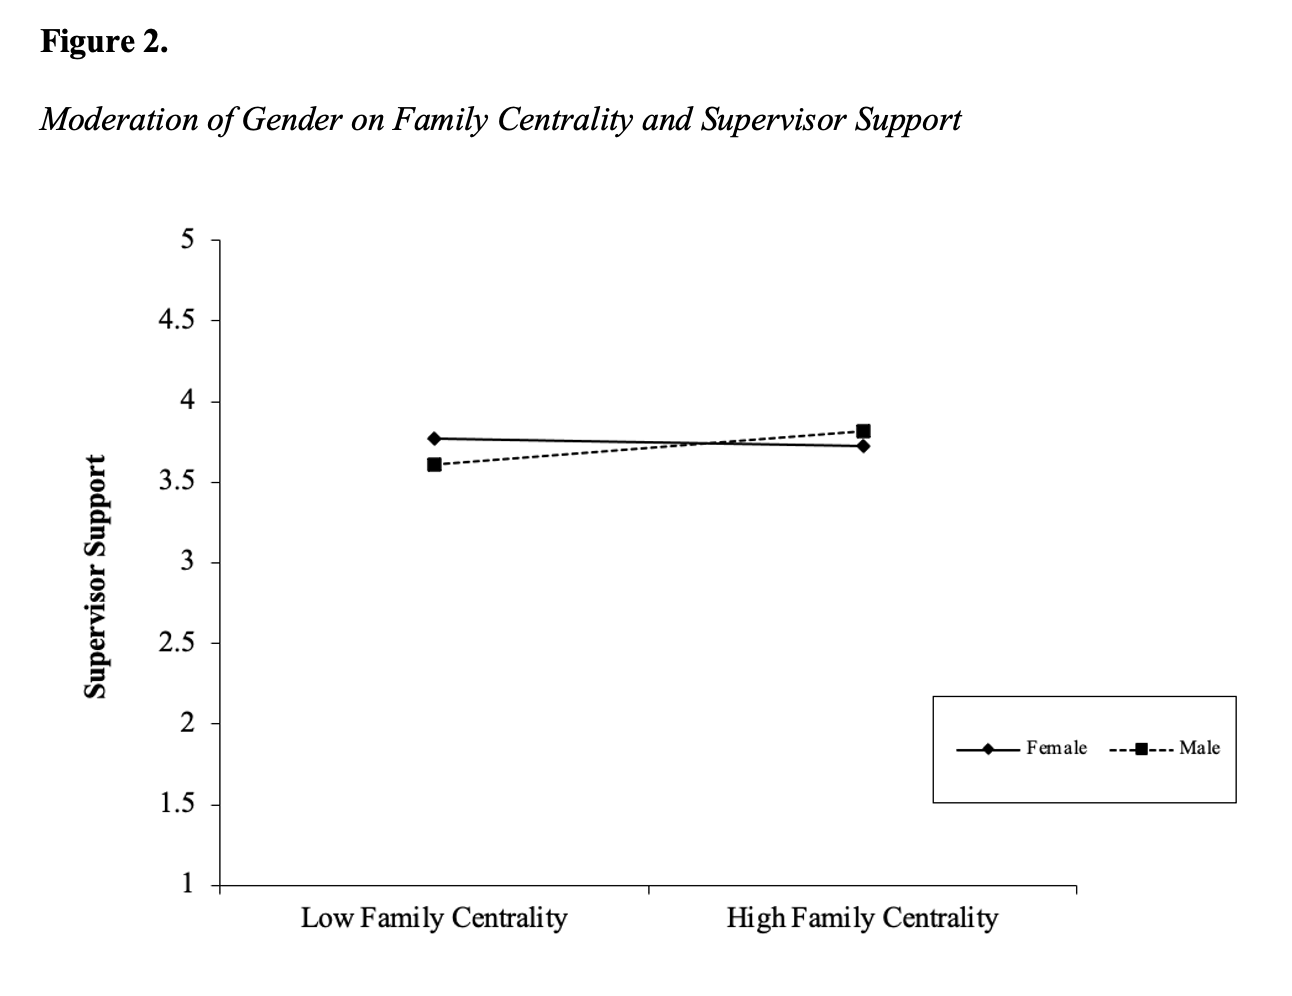 Figure 2.
Moderation of Gender on Family Centrality and Supervisor Support
5
4.5
4
3.5
3
2.5
2
1.5
1
Supervisor Support
Low Family Centrality
High Family Centrality
Female
Male